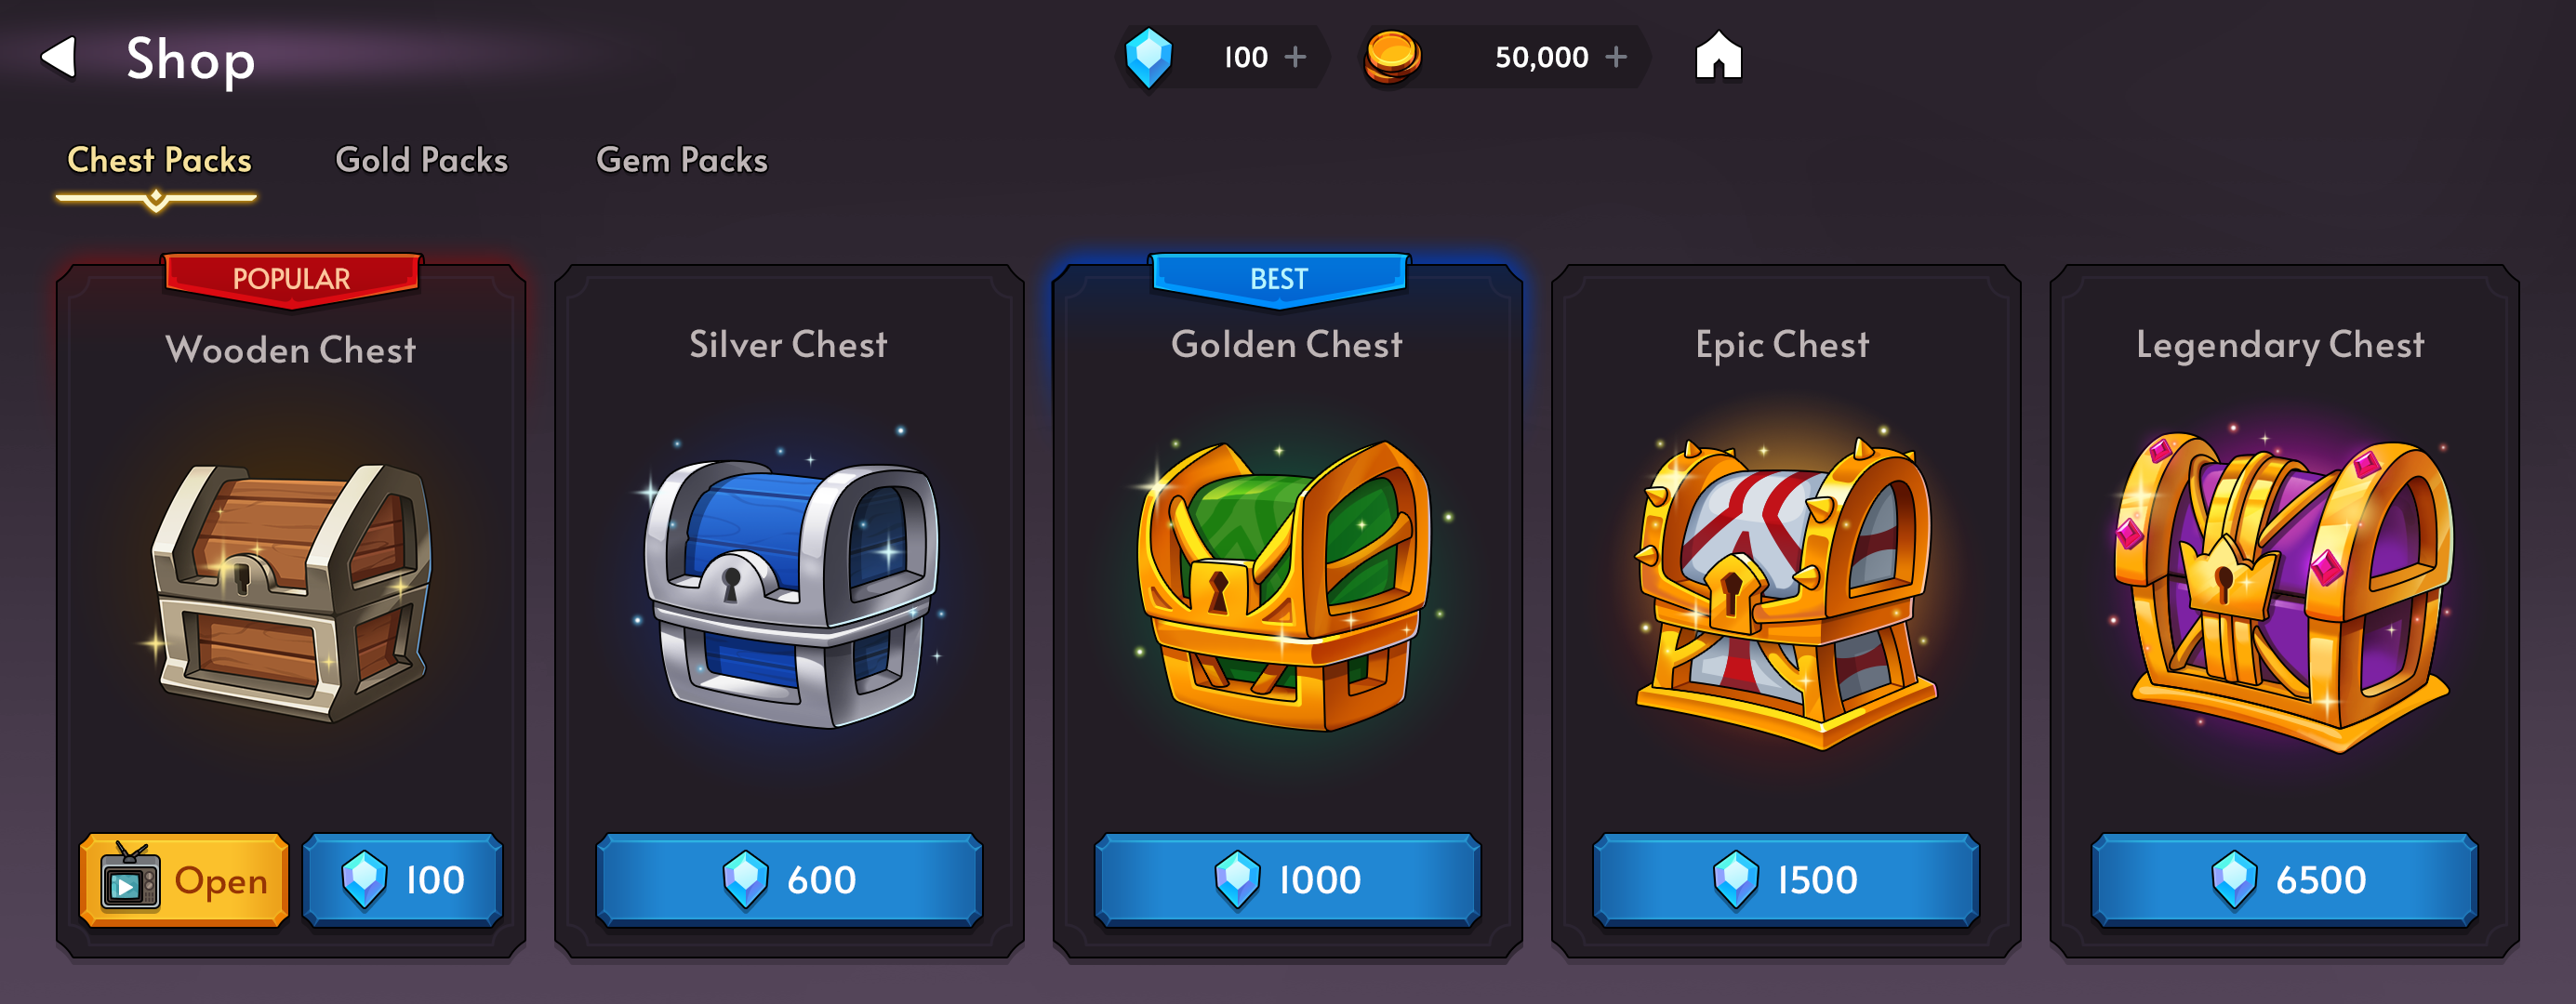 Shop
100 +
50,000 +
Chest Packs
Gold Packs
Gem Packs
POPULAR
Wooden Chest
Open
100
Silver Chest
600
BEST
Golden Chest
1000
Epic Chest
1500
Legendary Chest
6500